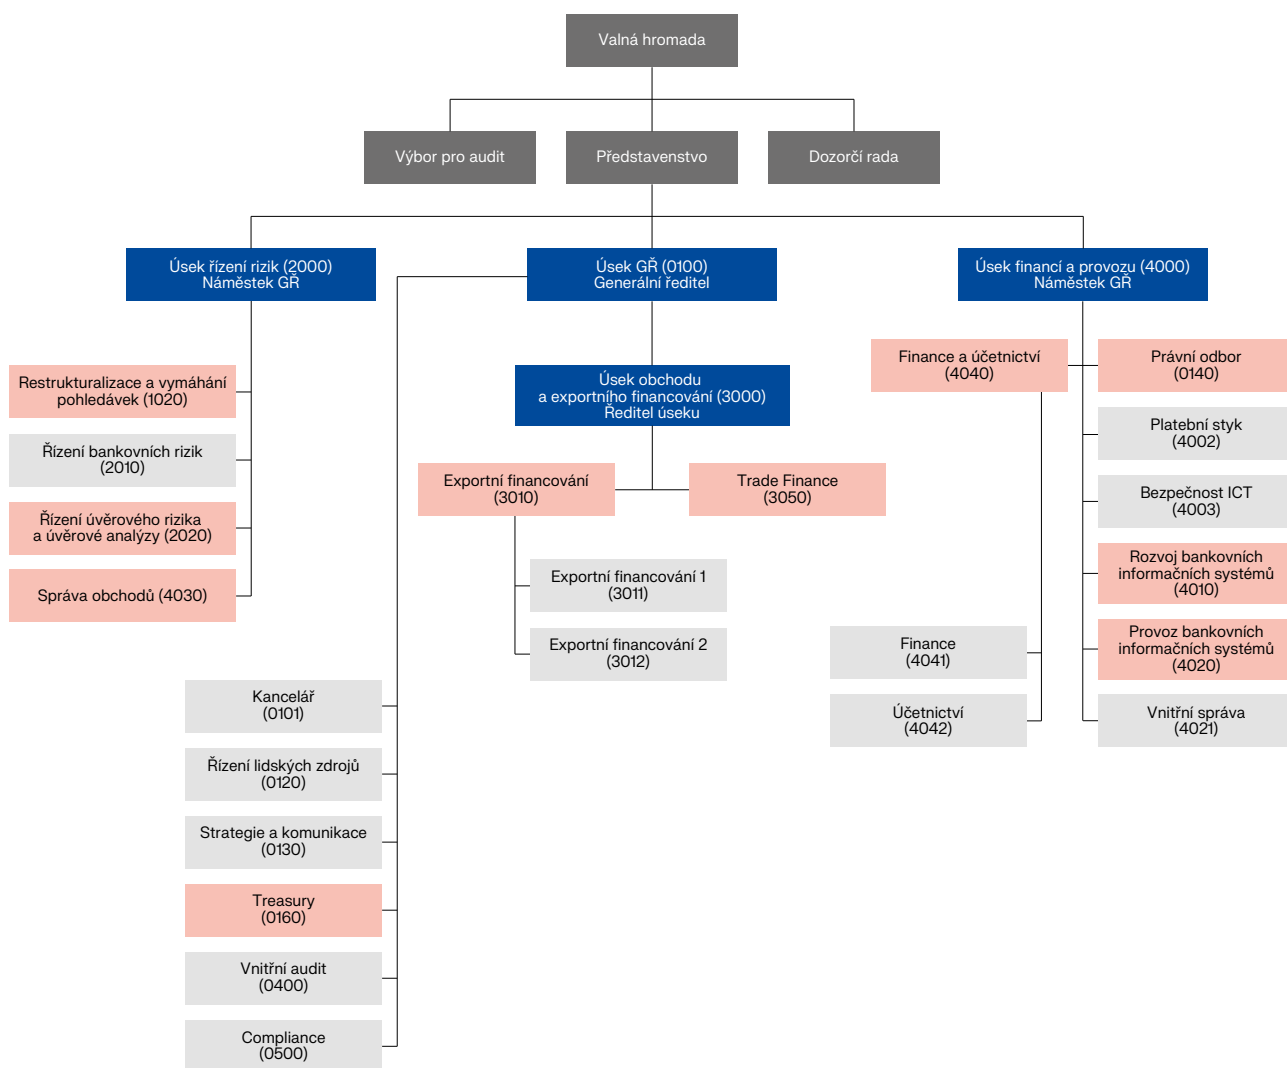 Valná hromada
Výbor pro audit
Představenstvo
Dozorčí rada
Úsek řízení rizik (2000)
Náměstek GŘ
Úsek GŘ (0100)
Generální ředitel
Úsek financí a provozu (4000)
Náměstek GŘ
Restrukturalizace a vymáhání
pohledávek (1020)
Řízení bankovních rizik
(2010)
Řízení úvěrového rizika
a úvěrové analýzy (2020)
Správa obchodů (4030)
Úsek obchodu
a exportního financování (3000)
Ředitel úseku
Exportní financování
(3010)
Trade Finance
(3050)
Exportní financování 1
(3011)
Exportní financování 2
(3012)
Kancelář
(0101)
Řízení lidských zdrojů
(0120)
Strategie a komunikace
(0130)
Treasury
(0160)
Vnitřní audit
(0400)
Compliance
(0500)
Finance a účetnictví
(4040)
Finance
(4041)
Účetnictví
(4042)
Právní odbor
(0140)
Platební styk
(4002)
Bezpečnost ICT
(4003)
Rozvoj bankovních
informačních systémů
(4010)
Provoz bankovních
informačních systémů
(4020)
Vnitřní správa
(4021)